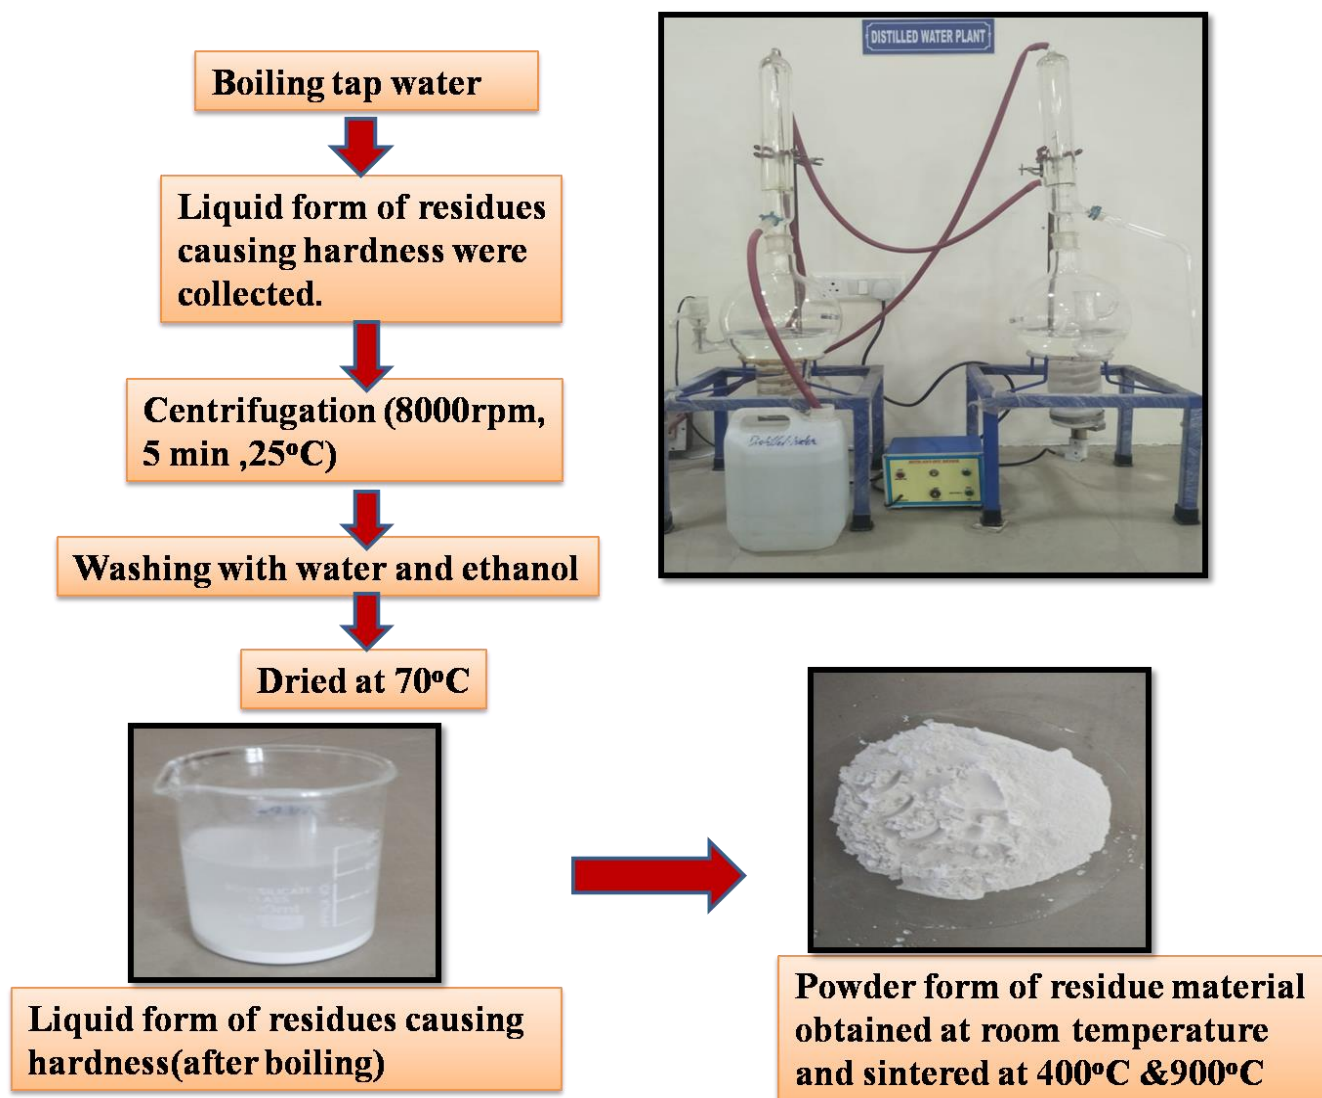 DISTILLED WATER PLANT
Boiling tap water
Liquid form of residues
causing hardness were
collected.
Centrifugation (8000rpm,
5 min ,25°C)
Distilled water
Washing with water and ethanol
Dried at 70°C
Liquid form of residues causing
hardness(after boiling)
Powder form of residue material
obtained at room temperature
and sintered at 400°C &900°C